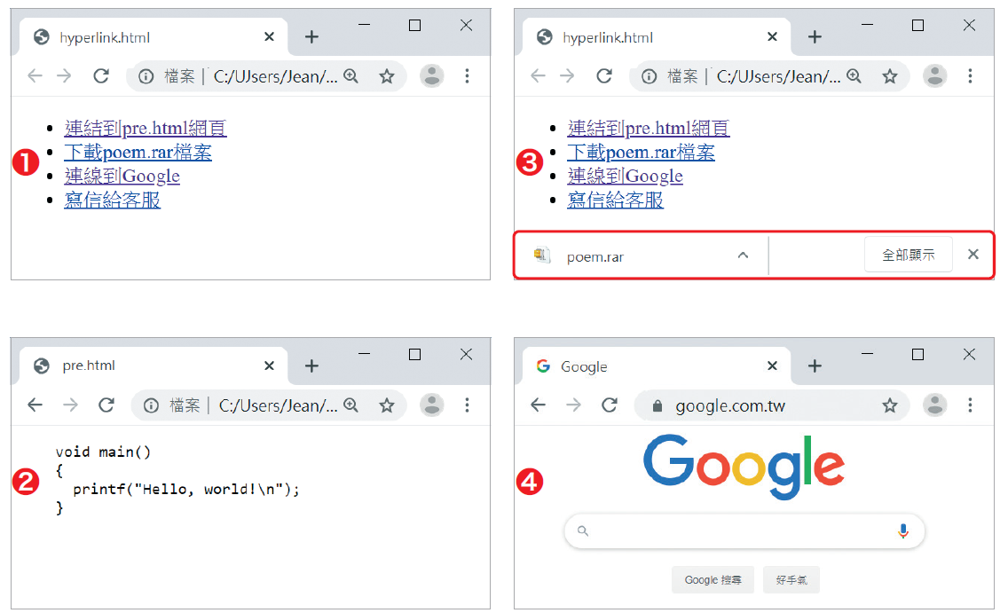 hyperlink.html
檔案 | C:/UJsers/Jean/...
❶
連結到pre.html網頁
下載poem.rar檔案
連線到Google
寫信給客服
hyperlink.html
檔案 | C:/UJsers/Jean/...
❸
連結到pre.html網頁
下載poem.rar檔案
連線到Google
寫信給客服
poem.rar
全部顯示
pre.html
檔案 | C:/Users/Jean/...
❷
void main()
{
printf("Hello, world!\n");
}
Google
google.com.tw
❹
Google
Google 搜尋
好手氣